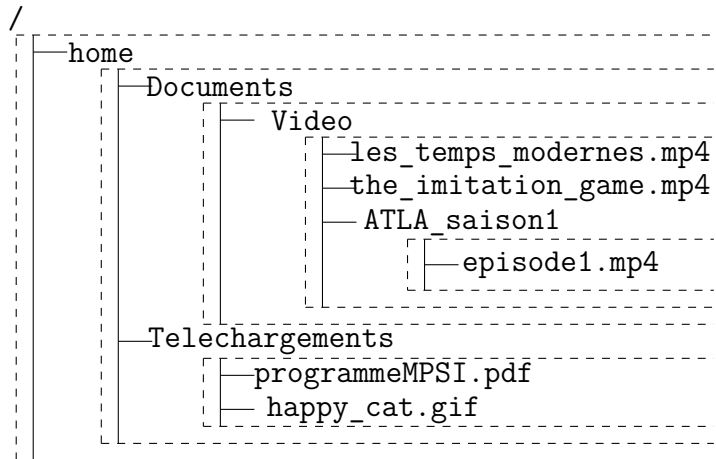 /
home
Documents
Video
les_temps_modernes.mp4
the_imitation_game.mp4
ATLA_saison1
episode1.mp4
Telechargements
programmeMPSI.pdf
happy_cat.gif